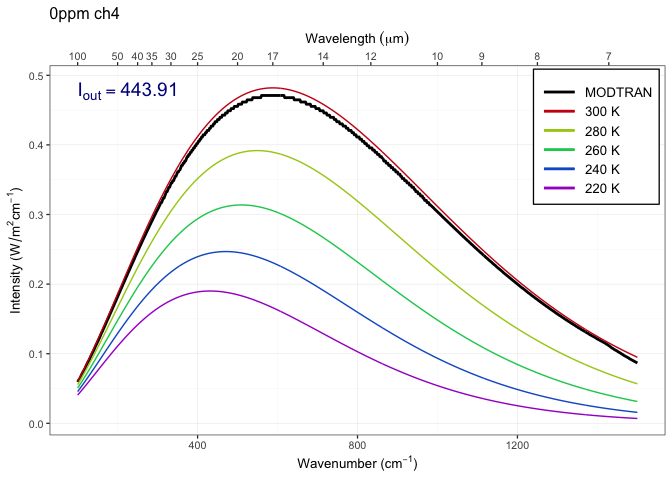 0ppm ch4
Wavelength (μm)
100 50 40 35 30 25 20 17 14 12 10 9 8 7
I_out = 443.91
MODTRAN
300 K
280 K
260 K
240 K
220 K
0.5
0.4
0.3
0.2
0.1
0.0
Intensity (W/m² cm⁻¹)
400 800 1200
Wavenumber (cm⁻¹)